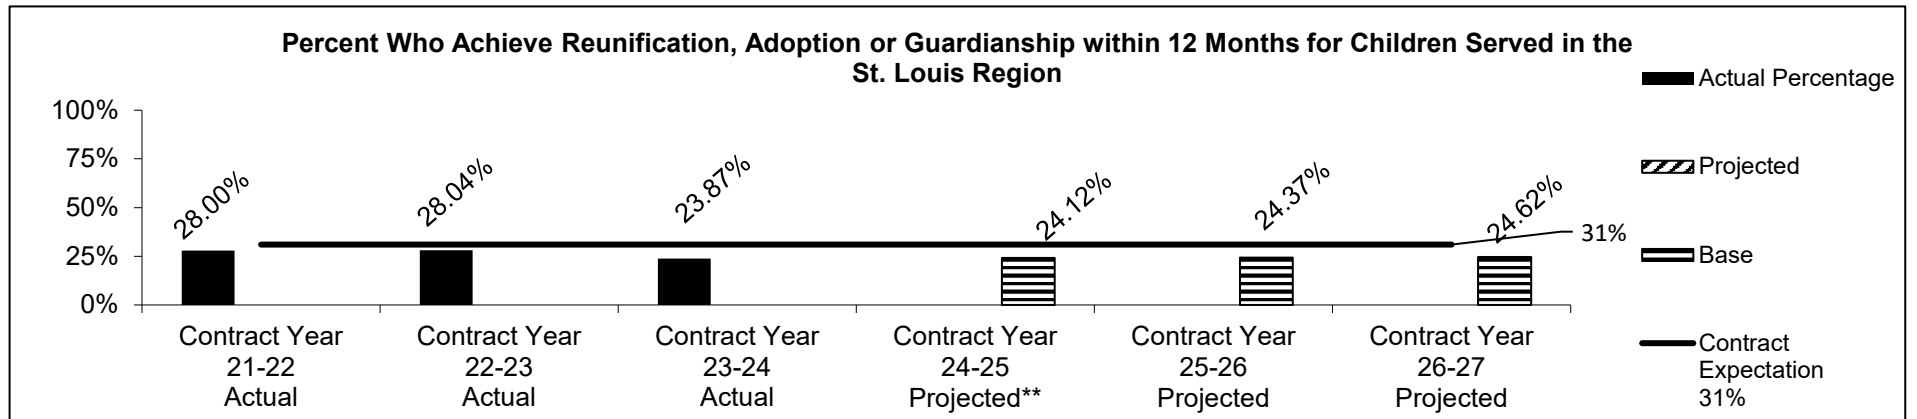 Percent Who Achieve Reunification, Adoption or Guardianship within 12 Months for Children Served in the
St. Louis Region
100%
75%
50%
25%
0%
28.00%
28.04%
23.87%
24.12%
24.37%
24.62%
31%
Contract Year
21-22
Actual
Contract Year
22-23
Actual
Contract Year
23-24
Actual
Contract Year
24-25
Projected**
Contract Year
25-26
Projected
Contract Year
26-27
Projected
Actual Percentage
Projected
Base
Contract
Expectation
31%